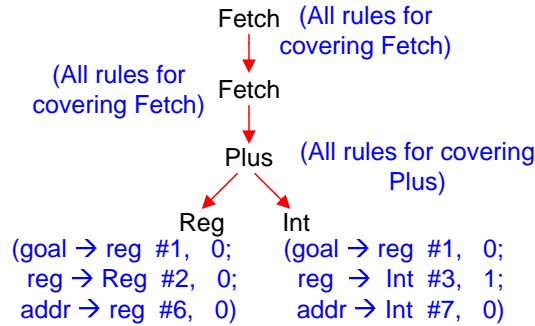 Fetch (All rules for
covering Fetch)
(All rules for
covering Fetch) Fetch
Plus (All rules for covering
Plus)
Reg Int
(goal → reg #1, 0; (goal → reg #1, 0;
reg → Reg #2, 0; reg → Int #3, 1;
addr → reg #6, 0) addr → Int #7, 0)